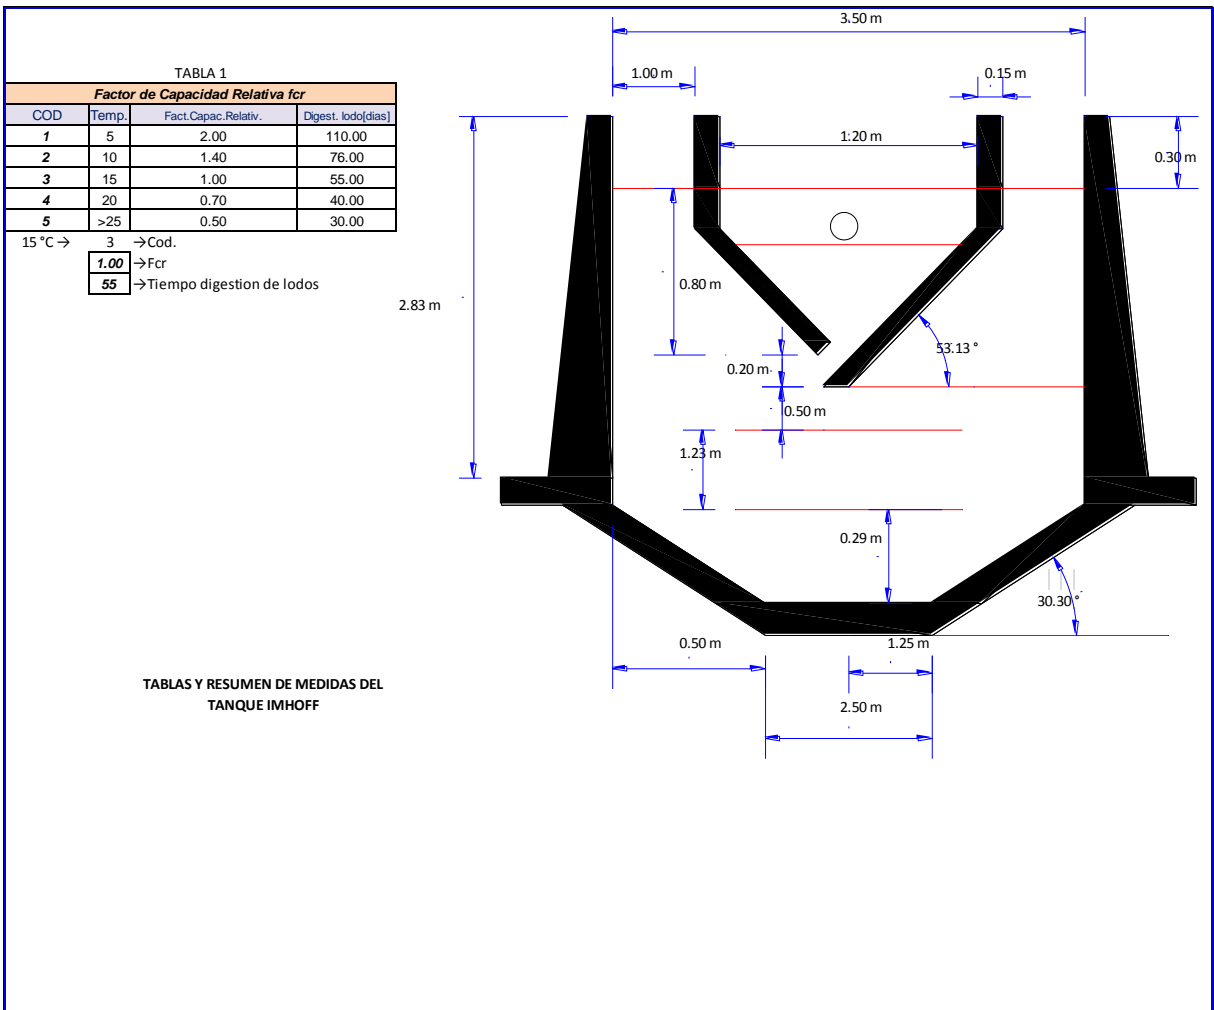 TABLA 1
Factor de Capacidad Relativa fcr
COD Temp. Fact.Capac.Relativ. Digest. lodo[dias]
1 5 2.00 110.00
2 10 1.40 76.00
3 15 1.00 55.00
4 20 0.70 40.00
5 >25 0.50 30.00
15 °C → 3 →Cod.
1.00 →Fcr
55 →Tiempo digestion de lodos
3.50 m
1.00 m
0.15 m
1.20 m
0.30 m
0.80 m
2.83 m
53.13 °
0.20 m
0.50 m
1.23 m
0.29 m
30.30 °
0.50 m
1.25 m
2.50 m
TABLAS Y RESUMEN DE MEDIDAS DEL
TANQUE IMHOFF